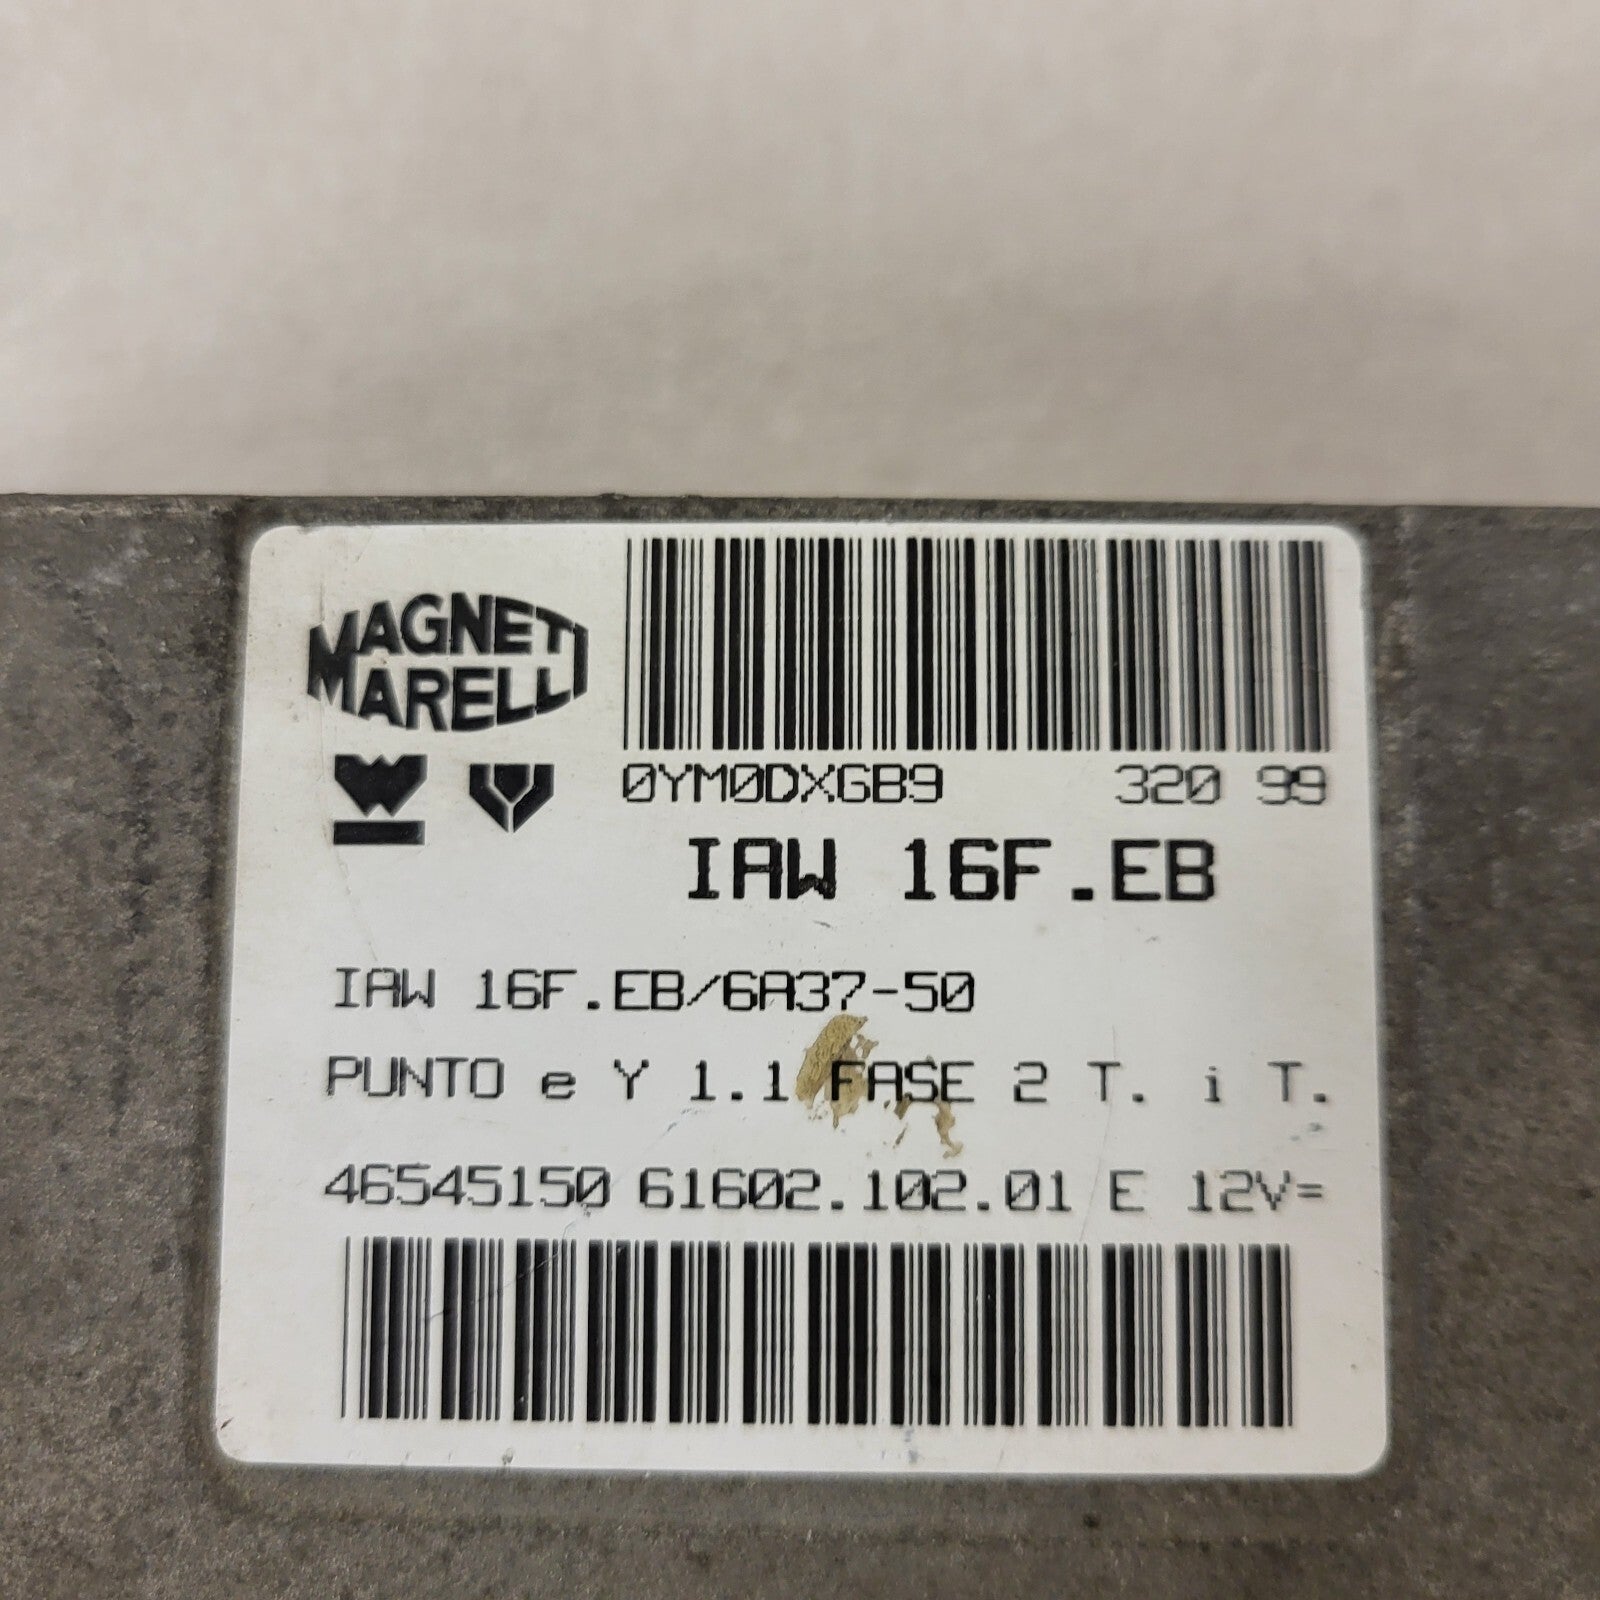 MAGNETI
MARELLI
0YM0DXGB9 320 99
IAW 16F.EB
IAW 16F.EB/6A37-50
PUNTO e Y 1.1 FASE 2 T. i T.
46545150 61602.102.01 E 12V=